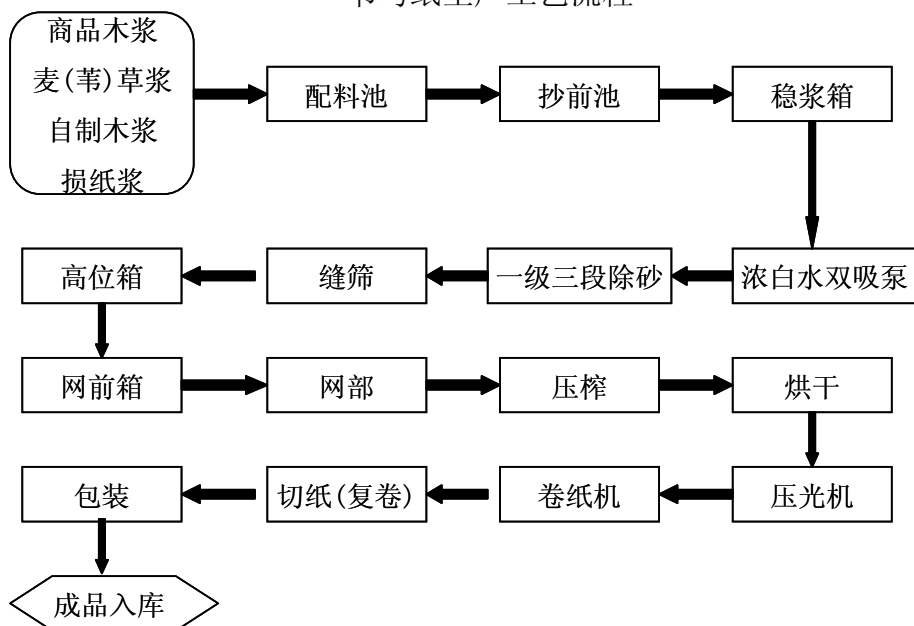 商品木浆
麦(苇)草浆
自制木浆
损纸浆
配料池
抄前池
稳浆箱
浓白水双吸泵
一级三段除砂
缝筛
高位箱
网前箱
网部
压榨
烘干
压光机
卷纸机
切纸(复卷)
包装
成品入库